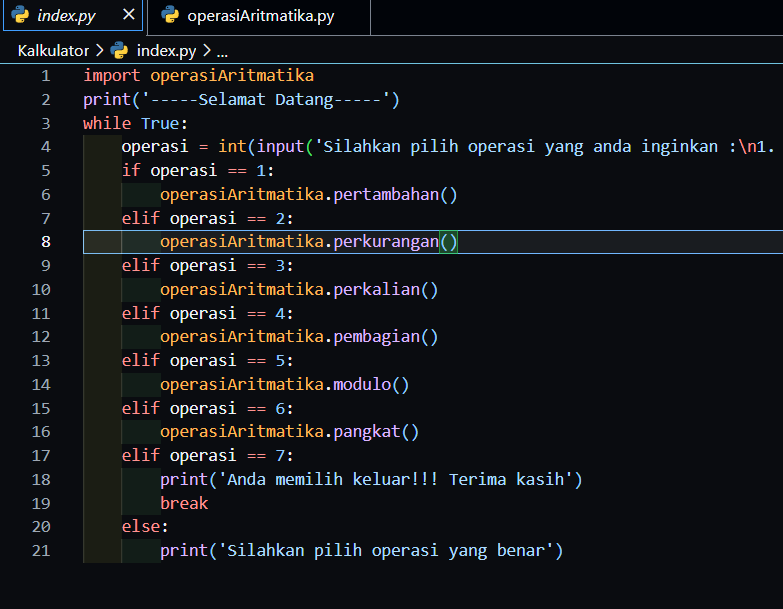 index.py × operasiAritmatika.py
Kalkulator > index.py > ...
1 import operasiAritmatika
2 print('-----Selamat Datang-----')
3 while True:
4     operasi = int(input('Silahkan pilih operasi yang anda inginkan :\n1.
5     if operasi == 1:
6         operasiAritmatika.pertambahan()
7     elif operasi == 2:
8         operasiAritmatika.perkurangan()
9     elif operasi == 3:
10         operasiAritmatika.perkalian()
11     elif operasi == 4:
12         operasiAritmatika.pembagian()
13     elif operasi == 5:
14         operasiAritmatika.modulo()
15     elif operasi == 6:
16         operasiAritmatika.pangkat()
17     elif operasi == 7:
18         print('Anda memilih keluar!!! Terima kasih')
19         break
20     else:
21         print('Silahkan pilih operasi yang benar')